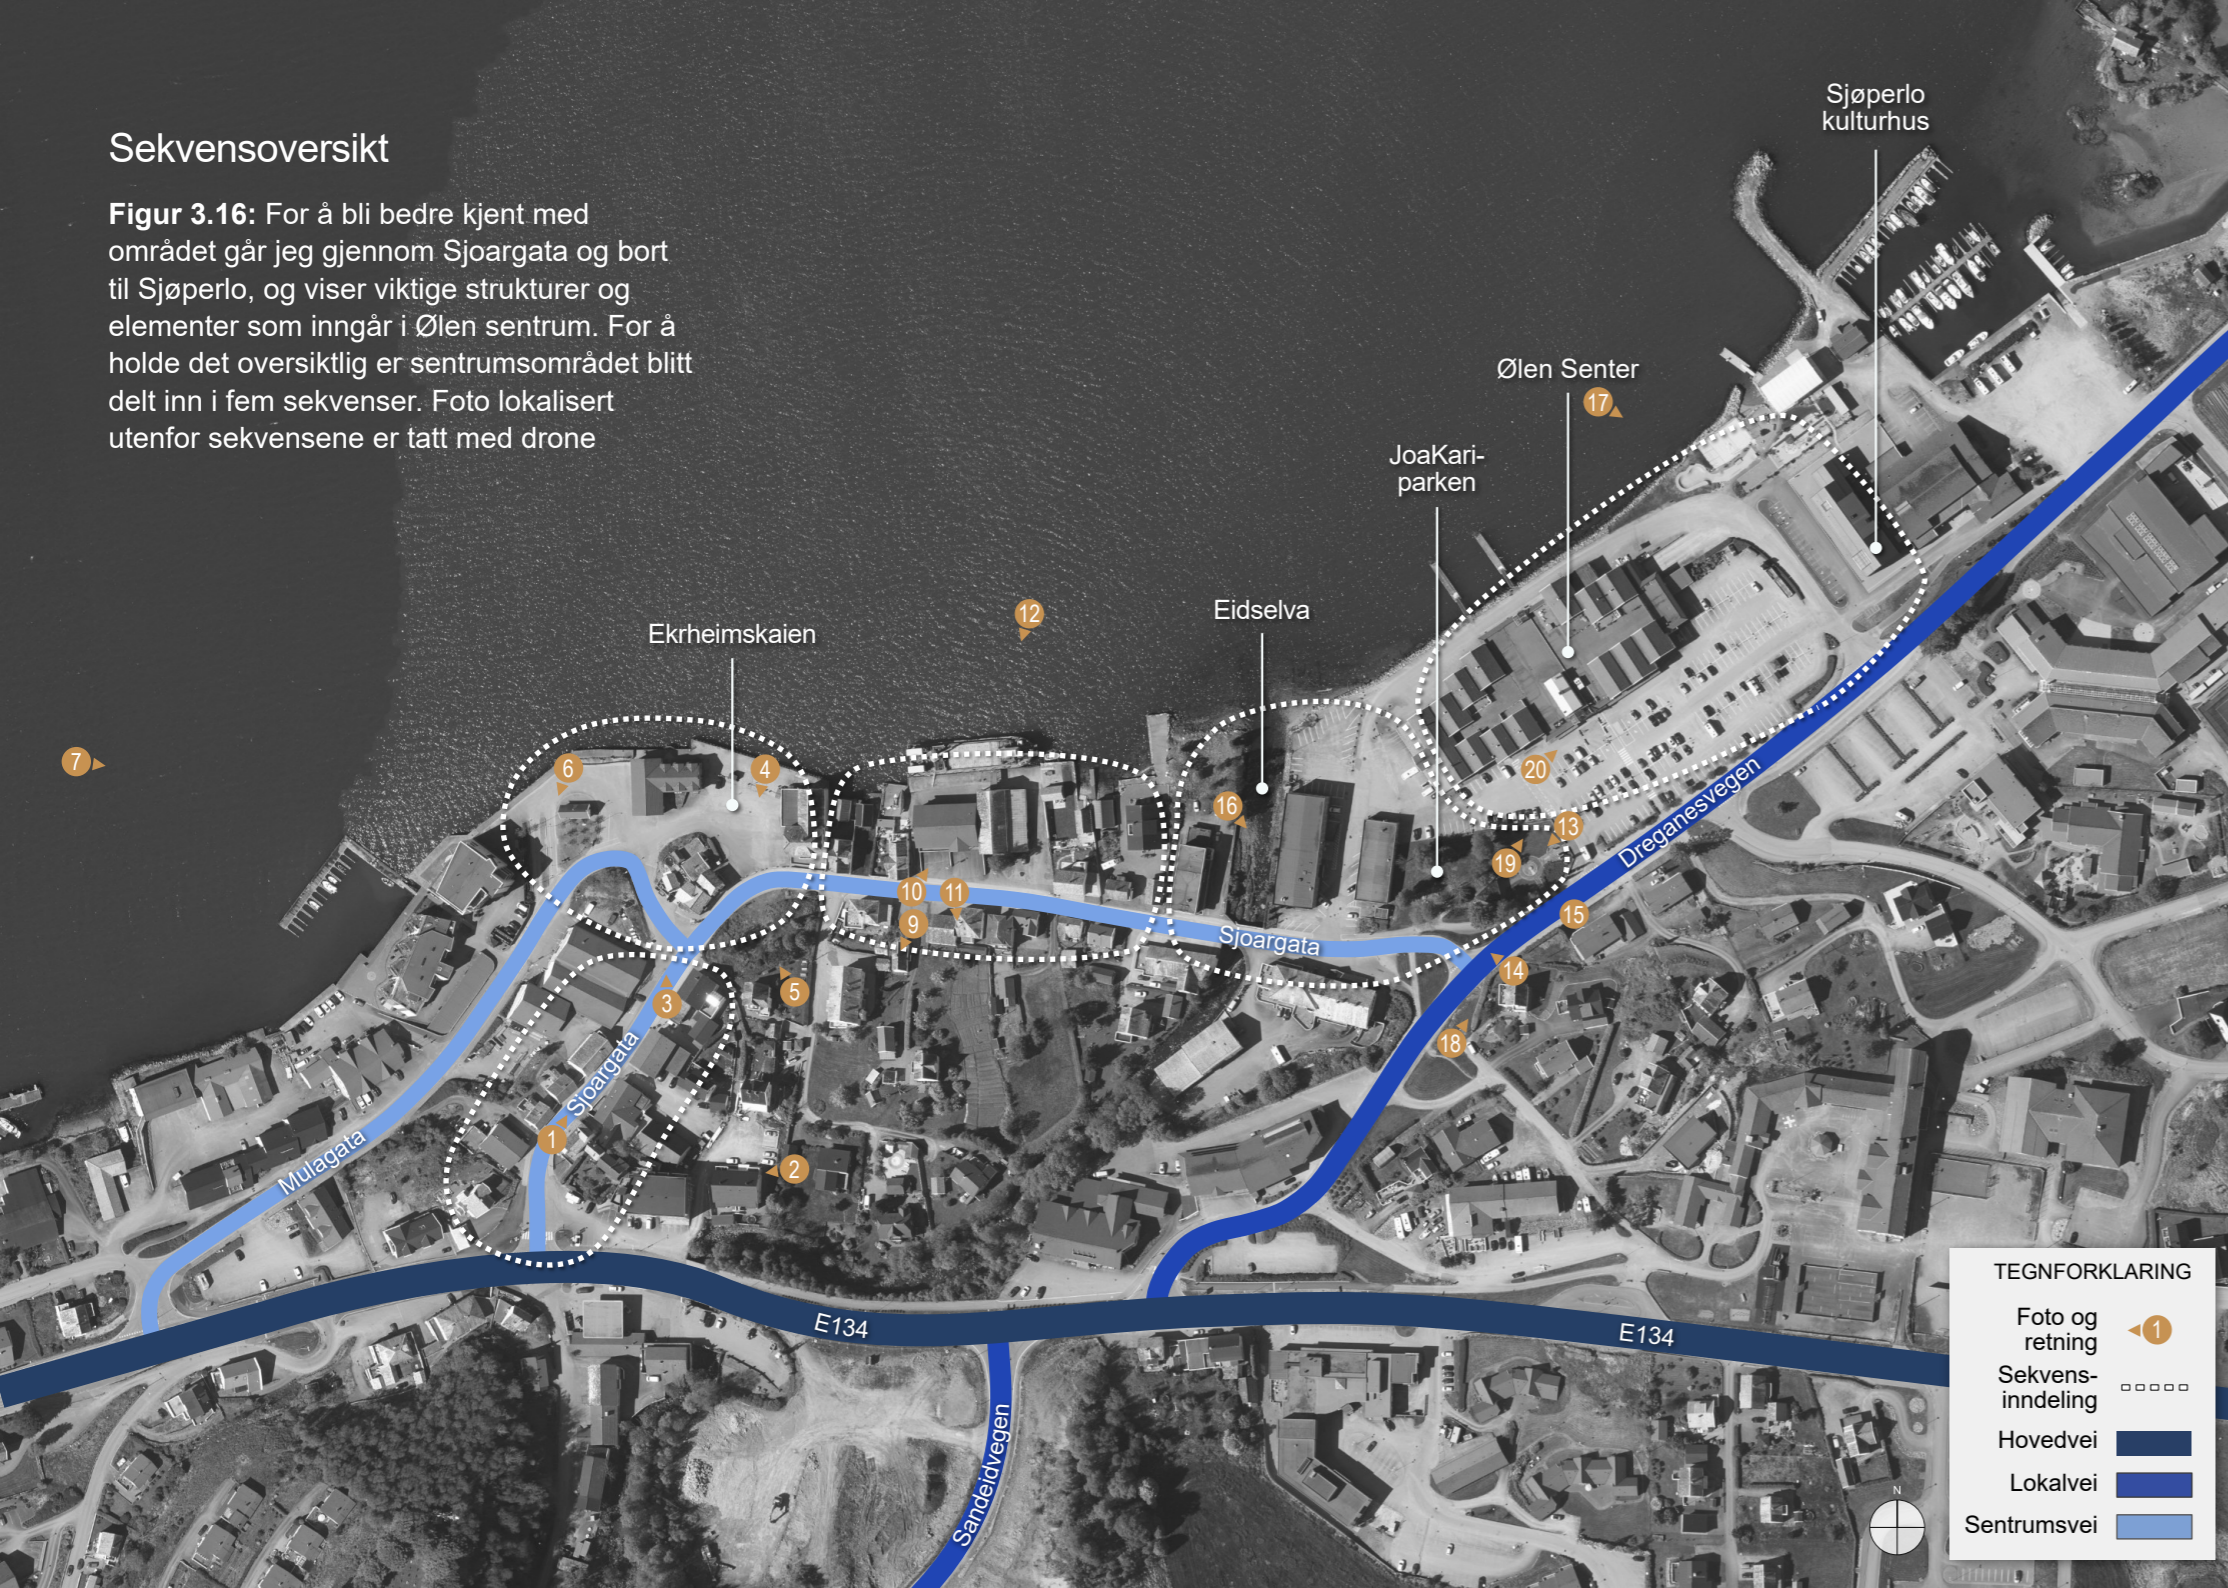 Sekvensoversikt
Figur 3.16: For å bli bedre kjent med
området går jeg gjennom Sjoargata og bort
til Sjøperlo, og viser viktige strukturer og
elementer som inngår i Ølen sentrum. For å
holde det oversiktlig er sentrumsområdet blitt
delt inn i fem sekvenser. Foto lokalisert
utenfor sekvensene er tatt med drone
Sjøperlo
kulturhus
Ølen Senter
17
JoaKari-
parken
Eidselva
12
Ekrheimskaien
7
6
4
20
16
13
19
10
11
9
15
Dreganesvegen
Sjoargata
14
5
3
18
Sjoargata
1
2
Mulagata
E134
E134
Sandeidvegen
TEGNFORKLARING
Foto og
retning
1
Sekvens-
inndeling
Hovedvei
Lokalvei
Sentrumsvei
N